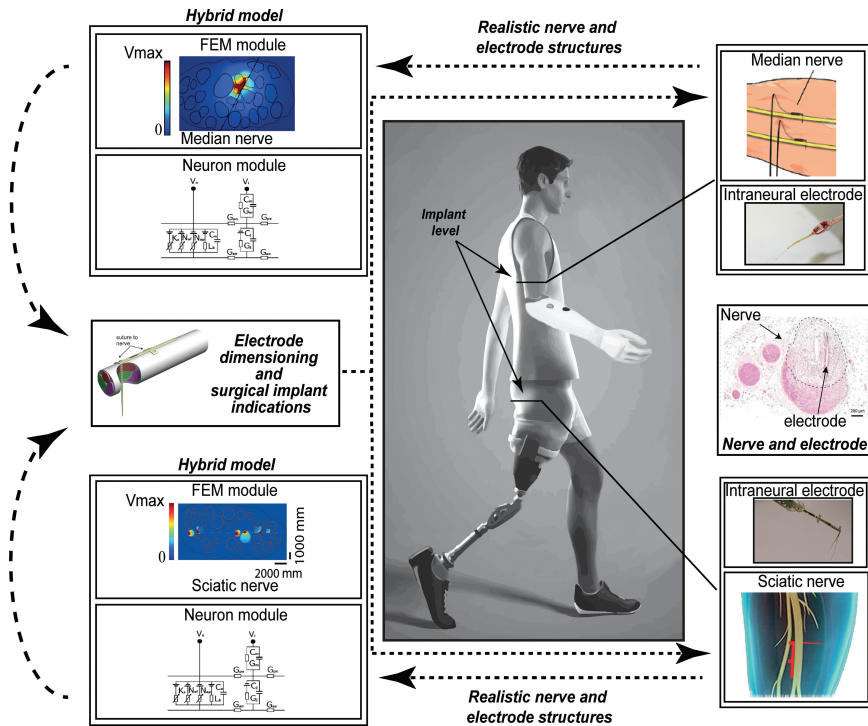 Hybrid model
FEM module
Vmax
0
Median nerve
Neuron module
Realistic nerve and
electrode structures
Median nerve
Intraneural electrode
Implant
level
suture to
nerve
Electrode
dimensioning
and
surgical implant
indications
Nerve
electrode
200 μm
Nerve and electrode
Hybrid model
FEM module
Vmax
0
1000 mm
2000 mm
Sciatic nerve
Neuron module
Intraneural electrode
Sciatic nerve
Realistic nerve and
electrode structures